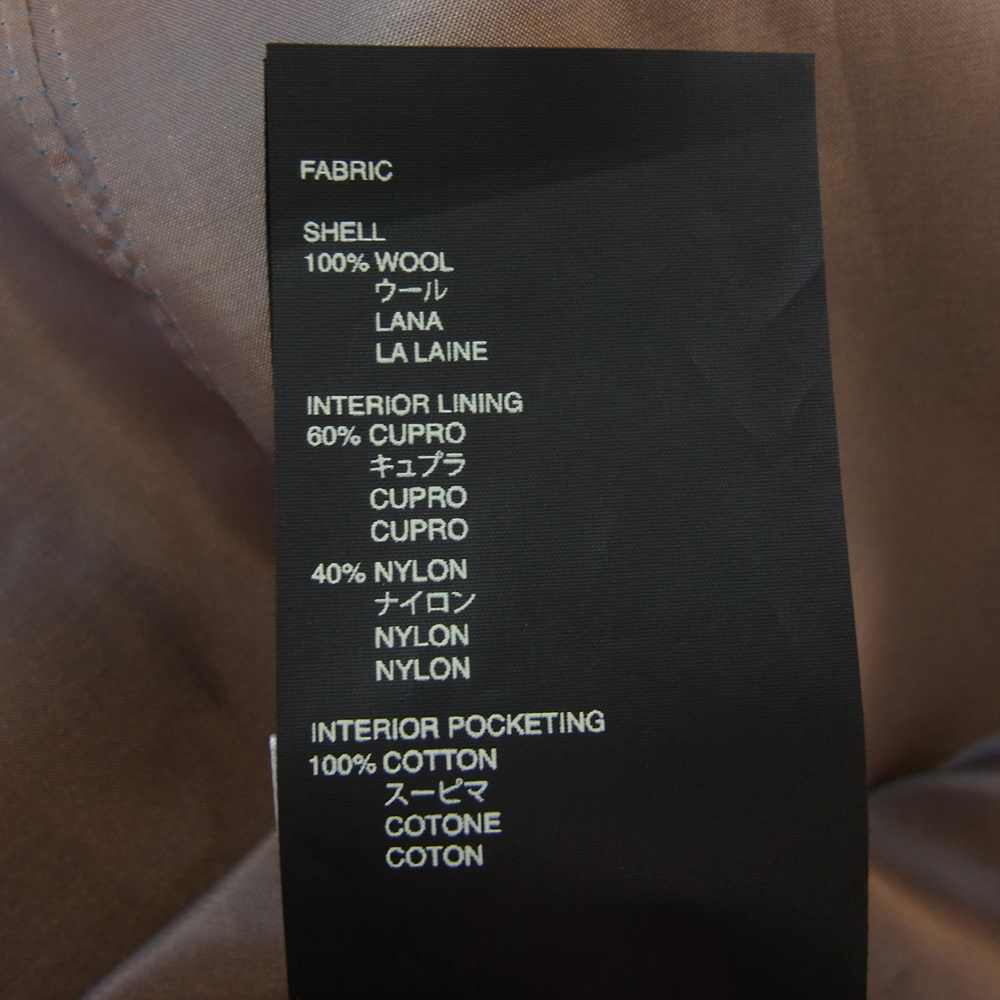 FABRIC
SHELL
100% WOOL
ウール
LANA
LA LAINE
INTERIOR LINING
60% CUPRO
キュプラ
CUPRO
CUPRO
40% NYLON
ナイロン
NYLON
NYLON
INTERIOR POCKETING
100% COTTON
スーピマ
COTONE
COTON